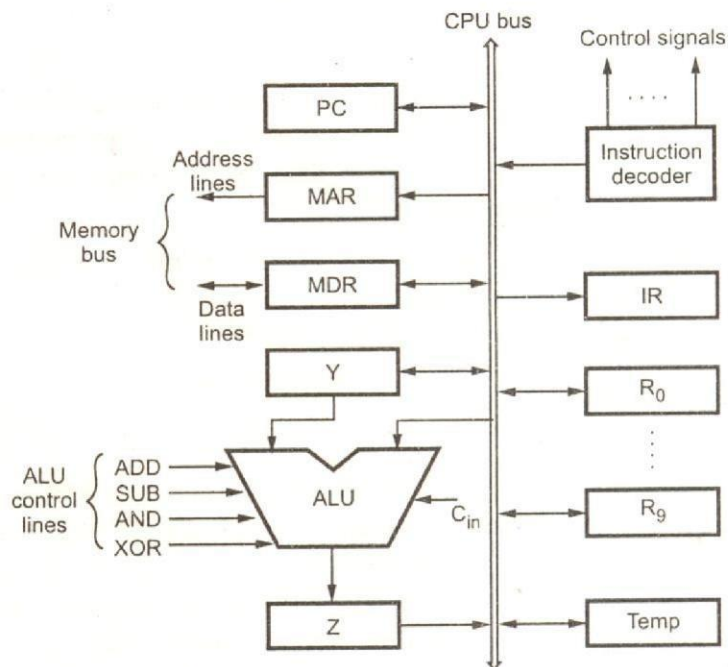 CPU bus
Control signals
. . . .
PC
Instruction
decoder
Address
lines
MAR
Memory
bus
MDR
Data
lines
IR
Y
R₀
ALU
control
lines
ADD
SUB
AND
XOR
ALU
Cᵢₙ
R₉
Z
Temp